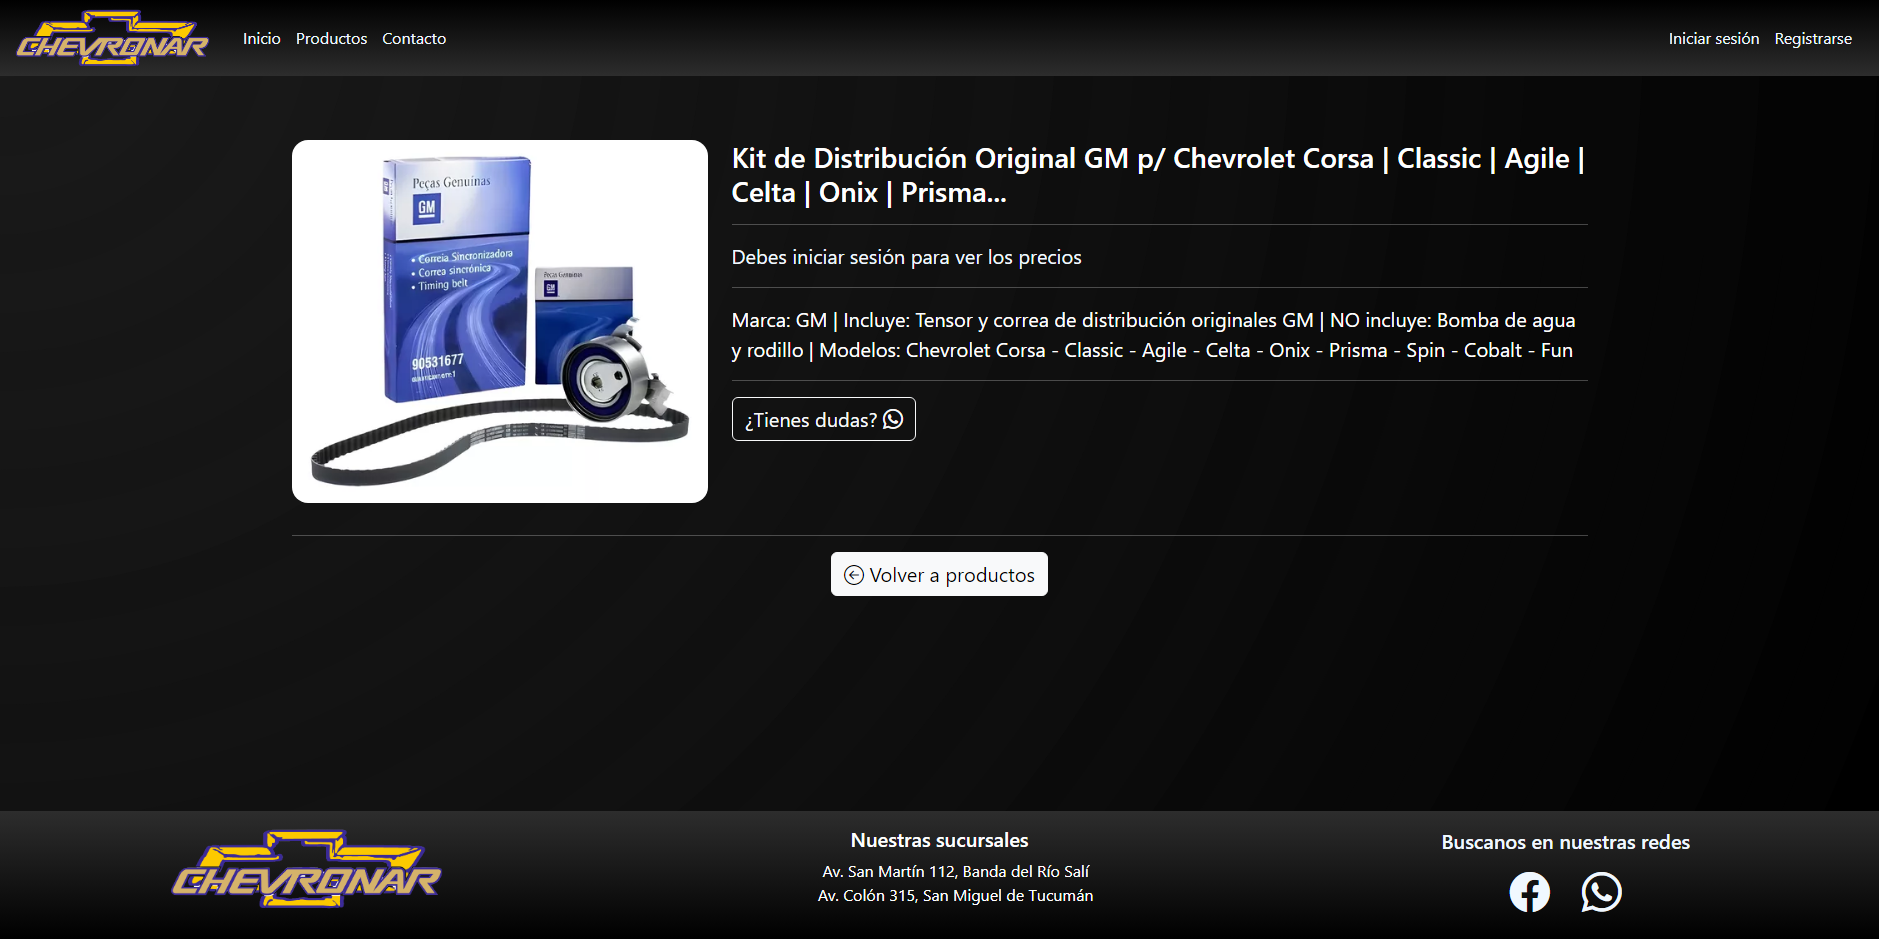 CHEVRONAR
Inicio Productos Contacto
Iniciar sesión Registrarse
Peças Genuínas
GM
• Correia Sincronizadora
• Correa sincrónica
• Timing belt
90531677
Peças Genuínas
GM
Kit de Distribución Original GM p/ Chevrolet Corsa | Classic | Agile |
Celta | Onix | Prisma...
Debes iniciar sesión para ver los precios
Marca: GM | Incluye: Tensor y correa de distribución originales GM | NO incluye: Bomba de agua
y rodillo | Modelos: Chevrolet Corsa - Classic - Agile - Celta - Onix - Prisma - Spin - Cobalt - Fun
¿Tienes dudas?
Volver a productos
CHEVRONAR
Nuestras sucursales
Av. San Martín 112, Banda del Río Salí
Av. Colón 315, San Miguel de Tucumán
Buscanos en nuestras redes